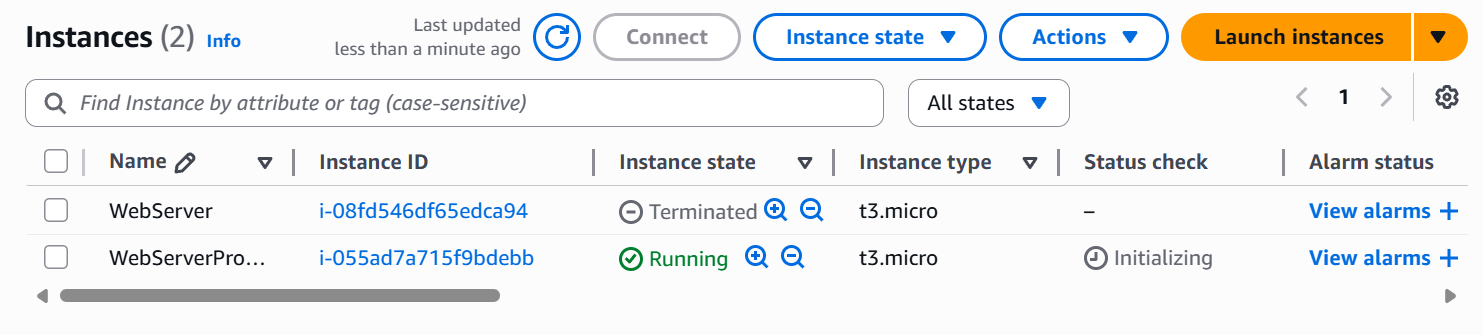 Instances (2) Info
Last updated
less than a minute ago
Connect
Instance state
Actions
Launch instances
Find Instance by attribute or tag (case-sensitive)
All states
1
Name Instance ID Instance state Instance type Status check Alarm status
WebServer i-08fd546df65edca94 Terminated t3.micro – View alarms +
WebServerPro… i-055ad7a715f9bdebb Running t3.micro Initializing View alarms +